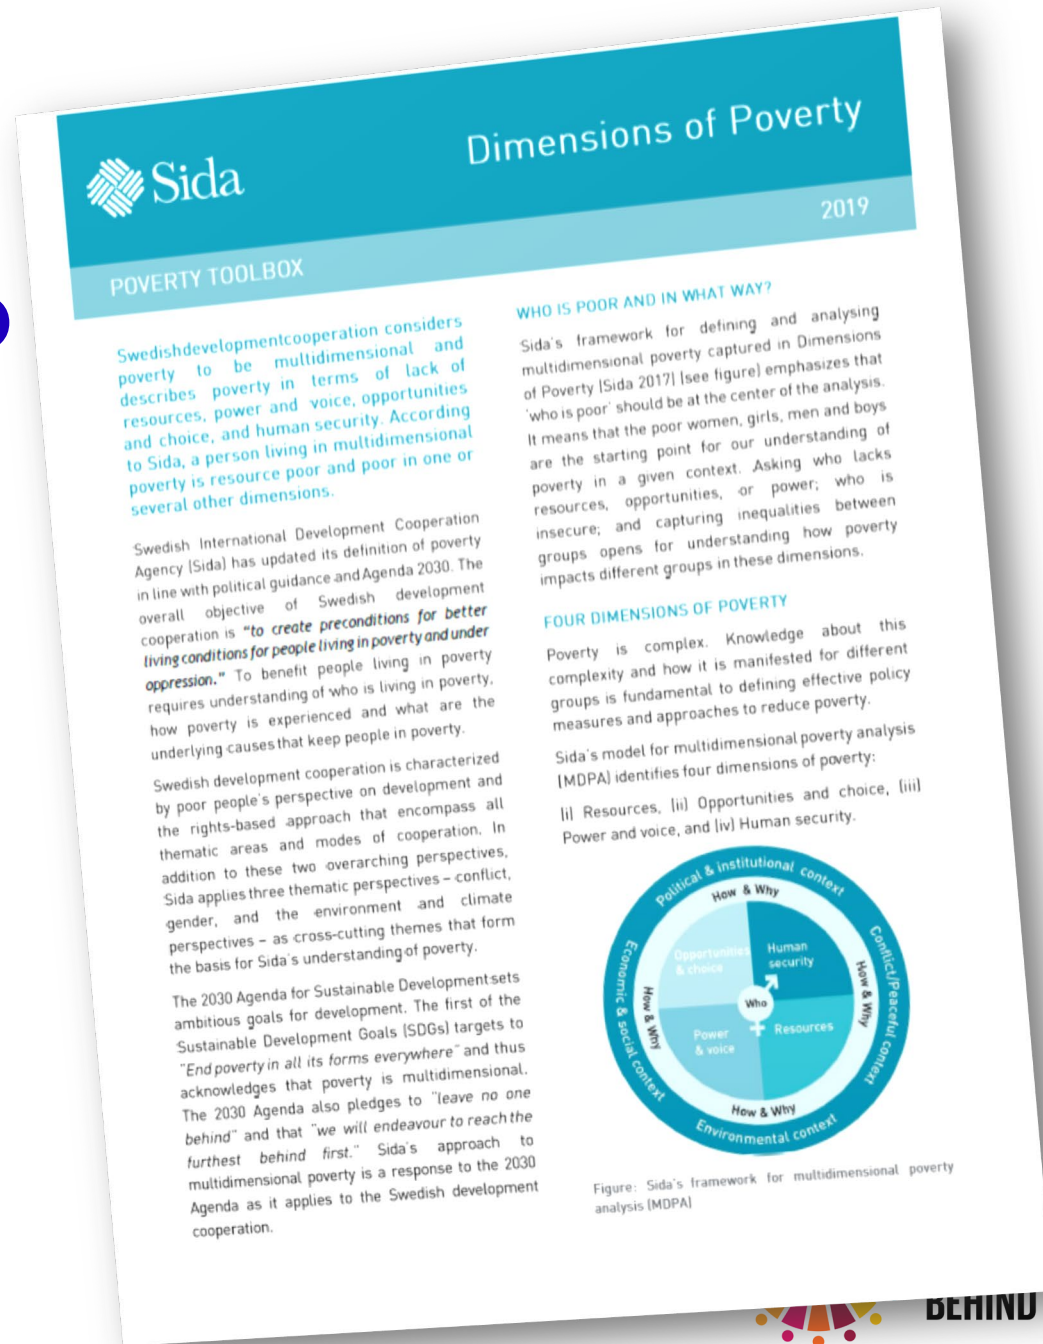 Sida
Dimensions of Poverty
POVERTY TOOLBOX
2019
Swedishdevelopmentcooperation considers
poverty to be multidimensional and
describes poverty in terms of lack of
resources, power and voice, opportunities
and choice, and human security. According
to Sida, a person living in multidimensional
poverty is resource poor and poor in one or
several other dimensions.
Swedish International Development Cooperation
Agency (Sida) has updated its definition of poverty
in line with political guidance and Agenda 2030. The
overall objective of Swedish development
cooperation is "to create preconditions for better
living conditions for people living in poverty and under
oppression." To benefit people living in poverty
requires understanding of who is living in poverty,
how poverty is experienced and what are the
underlying causes that keep people in poverty.
Swedish development cooperation is characterized
by poor people's perspective on development and
the rights-based approach that encompass all
thematic areas and modes of cooperation. In
addition to these two overarching perspectives,
Sida applies three thematic perspectives – conflict,
gender, and the environment and climate
perspectives – as cross-cutting themes that form
the basis for Sida's understanding of poverty.
The 2030 Agenda for Sustainable Development sets
ambitious goals for development. The first of the
Sustainable Development Goals (SDGs) targets to
"End poverty in all its forms everywhere" and thus
acknowledges that poverty is multidimensional.
The 2030 Agenda also pledges to "leave no one
behind" and that "we will endeavour to reach the
furthest behind first." Sida's approach to
multidimensional poverty is a response to the 2030
Agenda as it applies to the Swedish development
cooperation.
WHO IS POOR AND IN WHAT WAY?
Sida's framework for defining and analysing
multidimensional poverty captured in Dimensions
of Poverty (Sida 2017) (see figure) emphasizes that
'who is poor' should be at the center of the analysis.
It means that the poor women, girls, men and boys
are the starting point for our understanding of
poverty in a given context. Asking who lacks
resources, opportunities, or power; who is
insecure; and capturing inequalities between
groups opens for understanding how poverty
impacts different groups in these dimensions.
FOUR DIMENSIONS OF POVERTY
Poverty is complex. Knowledge about this
complexity and how it is manifested for different
groups is fundamental to defining effective policy
measures and approaches to reduce poverty.
Sida's model for multidimensional poverty analysis
(MDPA) identifies four dimensions of poverty:
(i) Resources, (ii) Opportunities and choice, (iii)
Power and voice, and (iv) Human security.
Political & institutional context
How & Why
Opportunities
& choice
Human
security
Economic & social context
How & Why
Who
How & Why
Conflict/Peaceful context
Power
& voice
Resources
How & Why
Environmental context
Figure: Sida's framework for multidimensional poverty
analysis (MDPA)
BEHIND